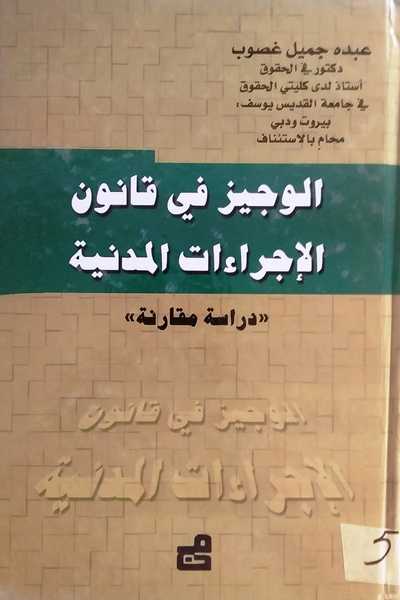 عبده جميل غصوب
دكتور في الحقوق
أستاذ لدى كليتي الحقوق
في جامعة القديس يوسف،
بيروت ودبي
محام بالاستئناف
الوجيز في قانون
الإجراءات المدنية
«دراسة مقارنة»
الوجيز في قانون
الإجراءات المدنية
5